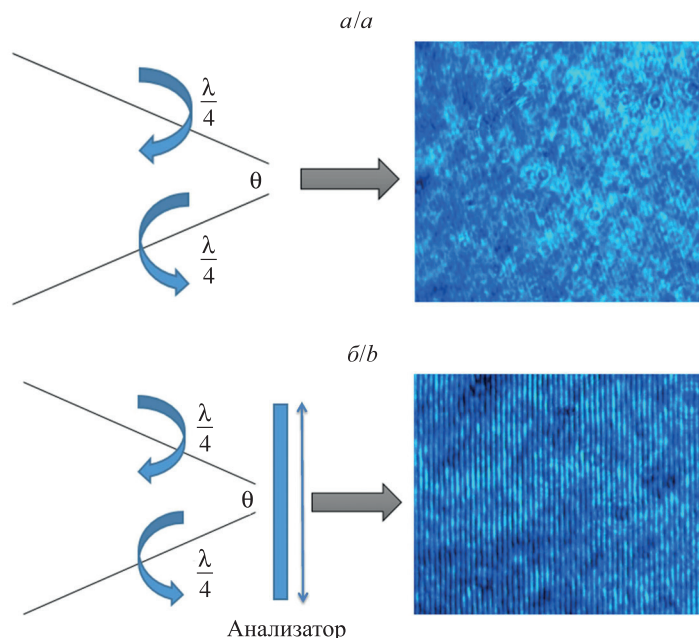 a/a
λ/4
θ
λ/4
б/b
λ/4
θ
λ/4
Анализатор